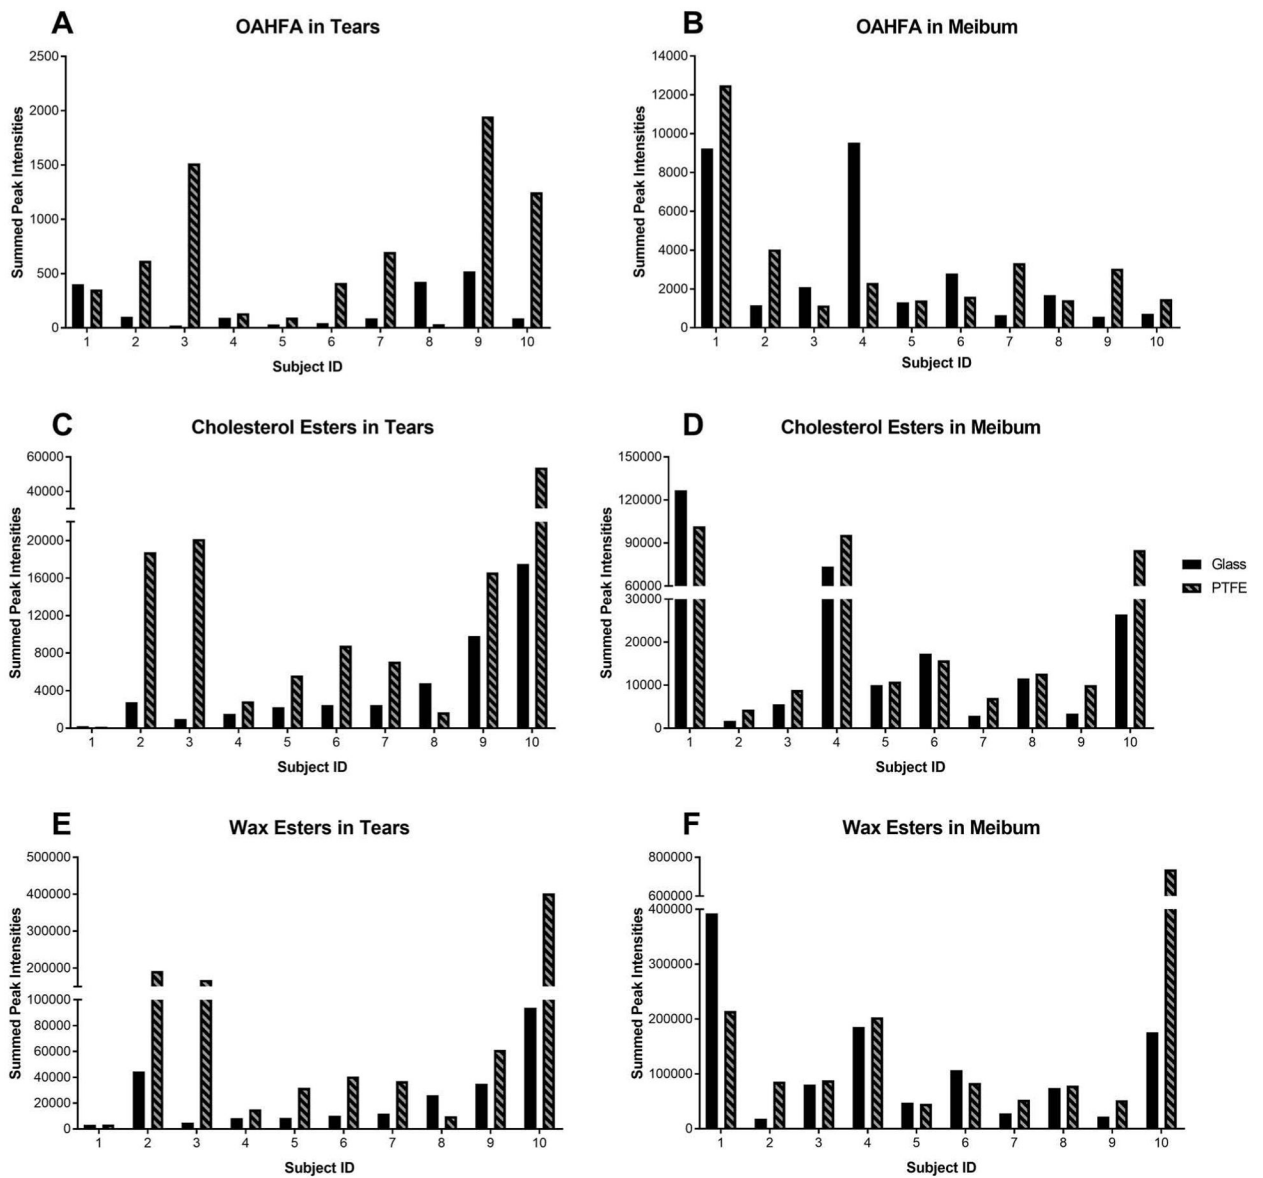 A
OAHFA in Tears
Summed Peak Intensities
2500
2000
1500
1000
500
0
1 2 3 4 5 6 7 8 9 10
Subject ID
B
OAHFA in Meibum
Summed Peak Intensities
14000
12000
10000
8000
6000
4000
2000
0
1 2 3 4 5 6 7 8 9 10
Subject ID
C
Cholesterol Esters in Tears
Summed Peak Intensities
60000
40000
20000
16000
12000
8000
4000
0
1 2 3 4 5 6 7 8 9 10
Subject ID
D
Cholesterol Esters in Meibum
Summed Peak Intensities
150000
120000
90000
60000
30000
20000
10000
0
1 2 3 4 5 6 7 8 9 10
Subject ID
Glass
PTFE
E
Wax Esters in Tears
Summed Peak Intensities
500000
400000
300000
200000
100000
80000
60000
40000
20000
0
1 2 3 4 5 6 7 8 9 10
Subject ID
F
Wax Esters in Meibum
Summed Peak Intensities
800000
600000
400000
300000
200000
100000
0
1 2 3 4 5 6 7 8 9 10
Subject ID